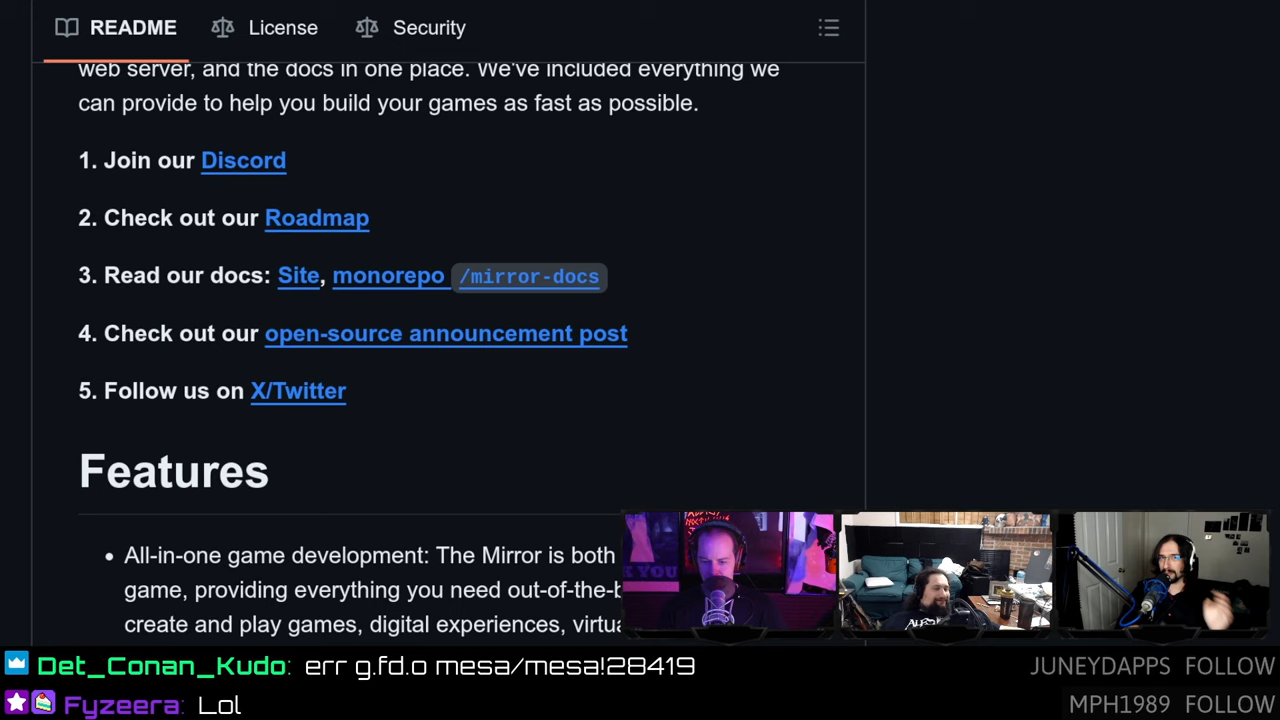 README License Security
web server, and the docs in one place. We've included everything we
can provide to help you build your games as fast as possible.
1. Join our Discord
2. Check out our Roadmap
3. Read our docs: Site, monorepo /mirror-docs
4. Check out our open-source announcement post
5. Follow us on X/Twitter
Features
• All-in-one game development: The Mirror is both
game, providing everything you need out-of-the-b
create and play games, digital experiences, virtua
Det_Conan_Kudo: err g.fd.o mesa/mesa!28419
Fyzeera: Lol
JUNEYDAPPS FOLLOW
MPH1989 FOLLOW